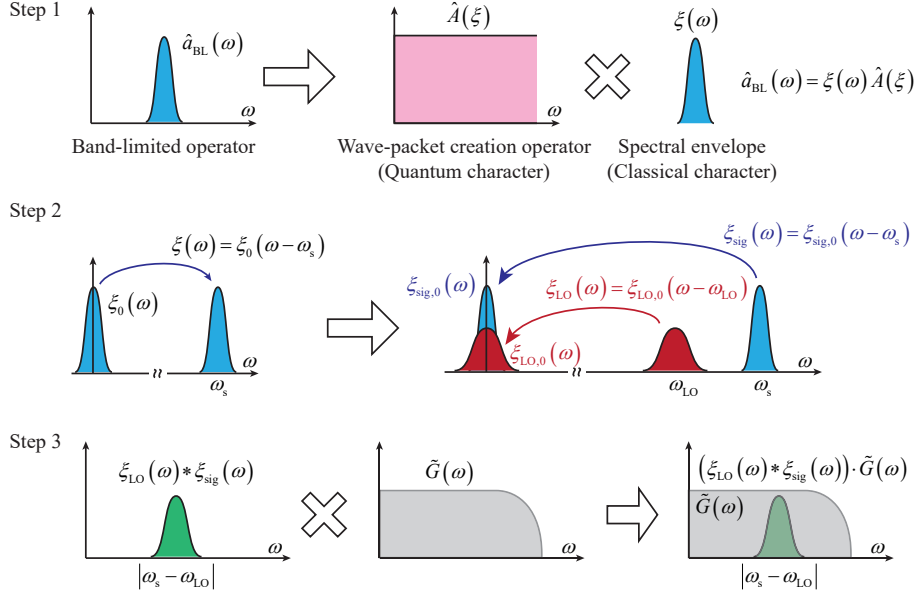 Step 1
â_BL(ω)
ω
Band-limited operator
Â(ξ)
ω
Wave-packet creation operator
(Quantum character)
ξ(ω)
Spectral envelope
(Classical character)
â_BL(ω) = ξ(ω) Â(ξ)
Step 2
ξ(ω) = ξ_0(ω−ω_s)
ξ_0(ω)
ω
≈
ω_s
ξ_sig(ω) = ξ_sig,0(ω−ω_s)
ξ_sig,0(ω)
ξ_LO(ω) = ξ_LO,0(ω−ω_LO)
ξ_LO,0(ω)
ω
≈
ω_LO
ω_s
Step 3
ξ_LO(ω) * ξ_sig(ω)
ω
|ω_s − ω_LO|
G̃(ω)
ω
(ξ_LO(ω) * ξ_sig(ω)) · G̃(ω)
G̃(ω)
ω
|ω_s − ω_LO|